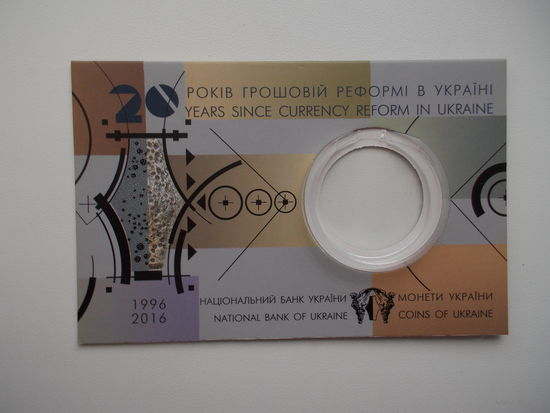 20 РОКІВ ГРОШОВІЙ РЕФОРМІ В УКРАЇНІ
YEARS SINCE CURRENCY REFORM IN UKRAINE
1996
2016
НАЦІОНАЛЬНИЙ БАНК УКРАЇНИ
NATIONAL BANK OF UKRAINE
МОНЕТИ УКРАЇНИ
COINS OF UKRAINE